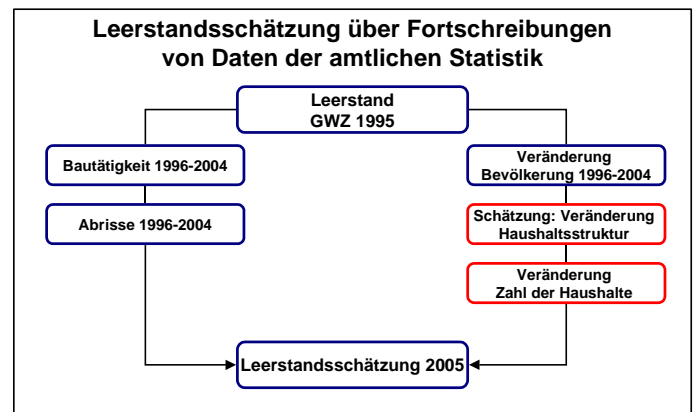 Leerstandsschätzung über Fortschreibungen
von Daten der amtlichen Statistik
Leerstand
GWZ 1995
Bautätigkeit 1996-2004
Abrisse 1996-2004
Veränderung
Bevölkerung 1996-2004
Schätzung: Veränderung
Haushaltsstruktur
Veränderung
Zahl der Haushalte
Leerstandsschätzung 2005